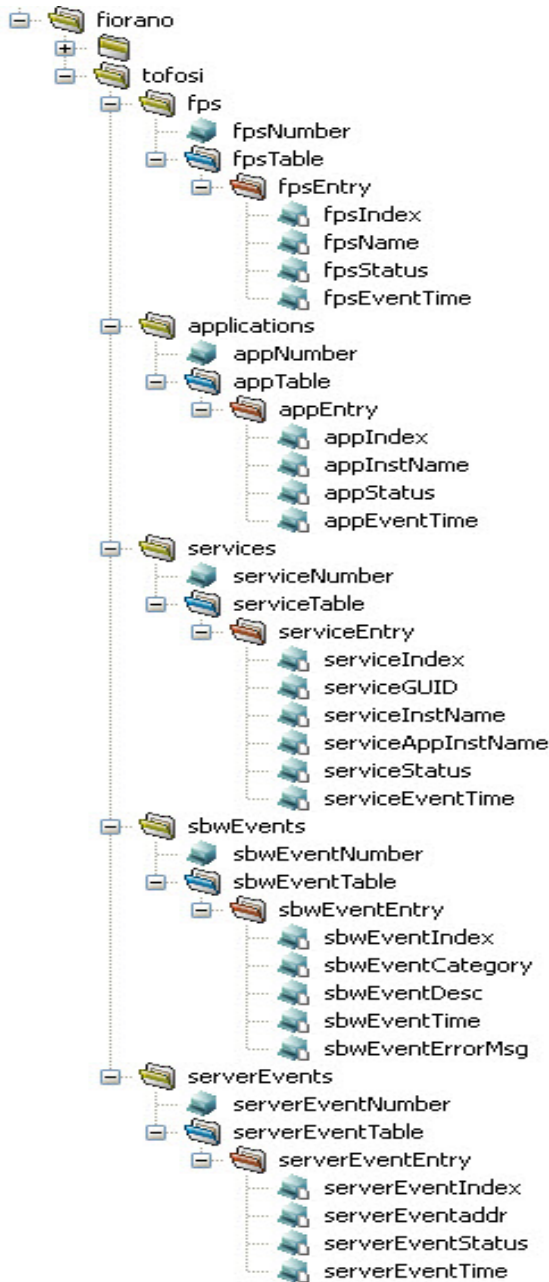 fiorano
tofosi
fps
fpsNumber
fpsTable
fpsEntry
fpsIndex
fpsName
fpsStatus
fpsEventTime
applications
appNumber
appTable
appEntry
appIndex
appInstName
appStatus
appEventTime
services
serviceNumber
serviceTable
serviceEntry
serviceIndex
serviceGUID
serviceInstName
serviceAppInstName
serviceStatus
serviceEventTime
sbwEvents
sbwEventNumber
sbwEventTable
sbwEventEntry
sbwEventIndex
sbwEventCategory
sbwEventDesc
sbwEventTime
sbwEventErrorMsg
serverEvents
serverEventNumber
serverEventTable
serverEventEntry
serverEventIndex
serverEventaddr
serverEventStatus
serverEventTime